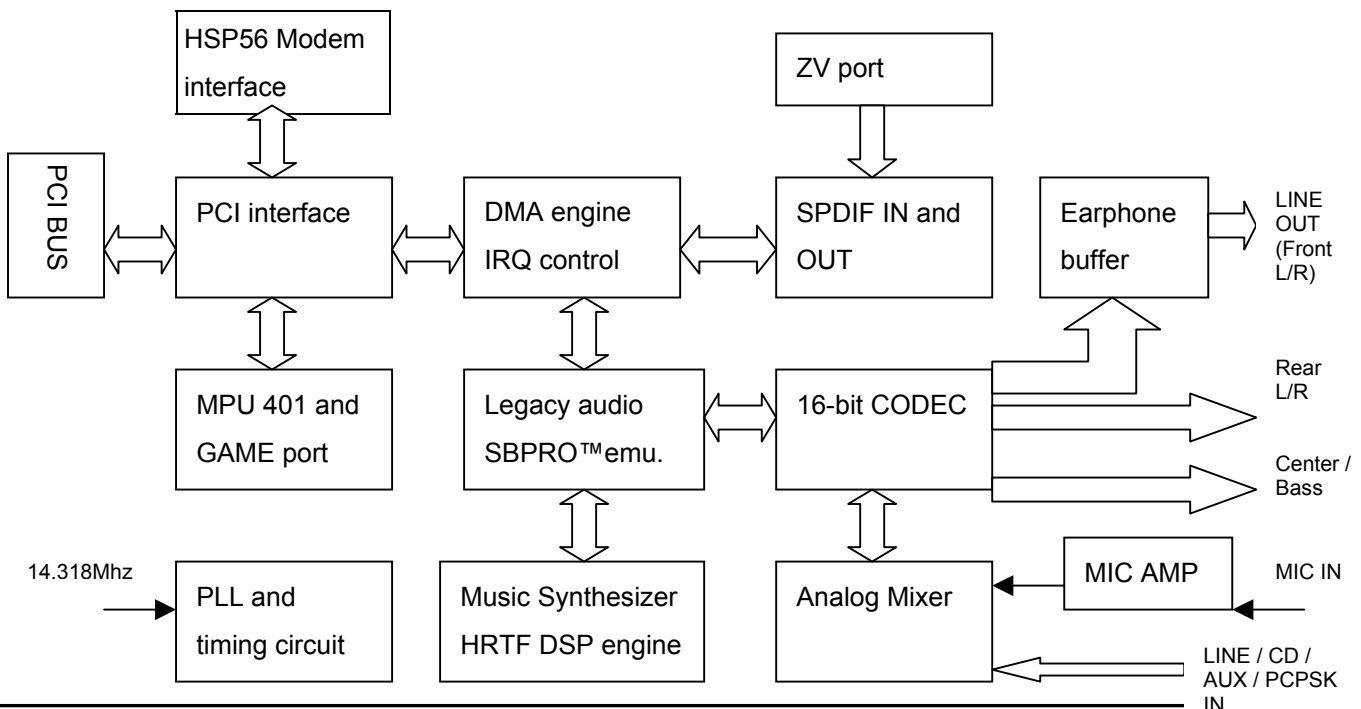 HSP56 Modem
interface
ZV port
PCI BUS
PCI interface
DMA engine
IRQ control
SPDIF IN and
OUT
Earphone
buffer
LINE
OUT
(Front
L/R)
MPU 401 and
GAME port
Legacy audio
SBPRO™emu.
16-bit CODEC
Rear
L/R
Center /
Bass
14.318Mhz
PLL and
timing circuit
Music Synthesizer
HRTF DSP engine
Analog Mixer
MIC AMP
MIC IN
LINE / CD /
AUX / PCPSK
IN